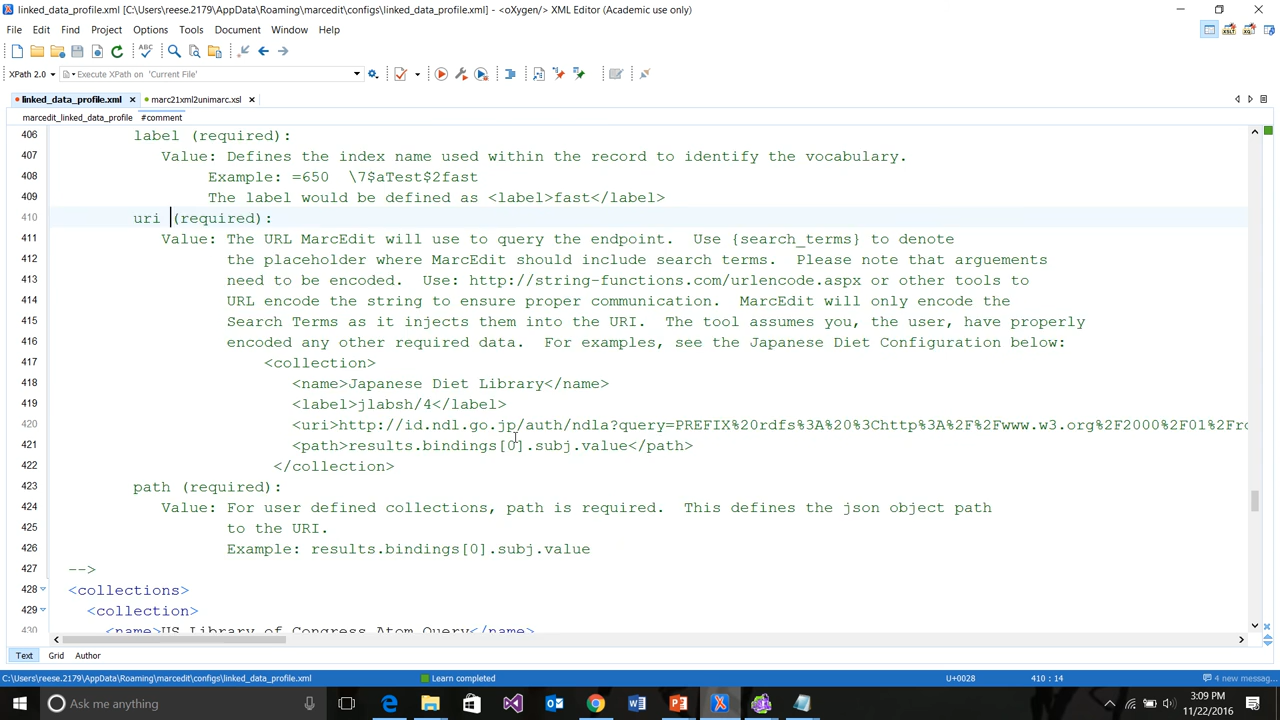 linked_data_profile.xml [C:\Users\reese.2179\AppData\Roaming\marcedit\configs\linked_data_profile.xml] - <oXygen/> XML Editor (Academic use only)
File Edit Find Project Options Tools Document Window Help
XPath 2.0 Execute XPath on 'Current File'
linked_data_profile.xml marc21xml2unimarc.xsl
marcedit_linked_data_profile #comment
406 label (required):
407 Value: Defines the index name used within the record to identify the vocabulary.
408 Example: =650  \7$aTest$2fast
409 The label would be defined as <label>fast</label>
410 uri (required):
411 Value: The URL MarcEdit will use to query the endpoint.  Use {search_terms} to denote
412 the placeholder where MarcEdit should include search terms.  Please note that arguements
413 need to be encoded.  Use: http://string-functions.com/urlencode.aspx or other tools to
414 URL encode the string to ensure proper communication.  MarcEdit will only encode the
415 Search Terms as it injects them into the URI.  The tool assumes you, the user, have properly
416 encoded any other required data.  For examples, see the Japanese Diet Configuration below:
417 <collection>
418 <name>Japanese Diet Library</name>
419 <label>jlabsh/4</label>
420 <uri>http://id.ndl.go.jp/auth/ndla?query=PREFIX%20rdfs%3A%20%3Chttp%3A%2F%2Fwww.w3.org%2F2000%2F01%2Fr
421 <path>results.bindings[0].subj.value</path>
422 </collection>
423 path (required):
424 Value: For user defined collections, path is required.  This defines the json object path
425 to the URI.
426 Example: results.bindings[0].subj.value
427 -->
428 <collections>
429 <collection>
430 <name>US Library of Congress Atom Query</name>
Text Grid Author
C:\Users\reese.2179\AppData\Roaming\marcedit\configs\linked_data_profile.xml Learn completed U+0028 410 : 14 4 new messag...
Ask me anything 3:09 PM
11/22/2016